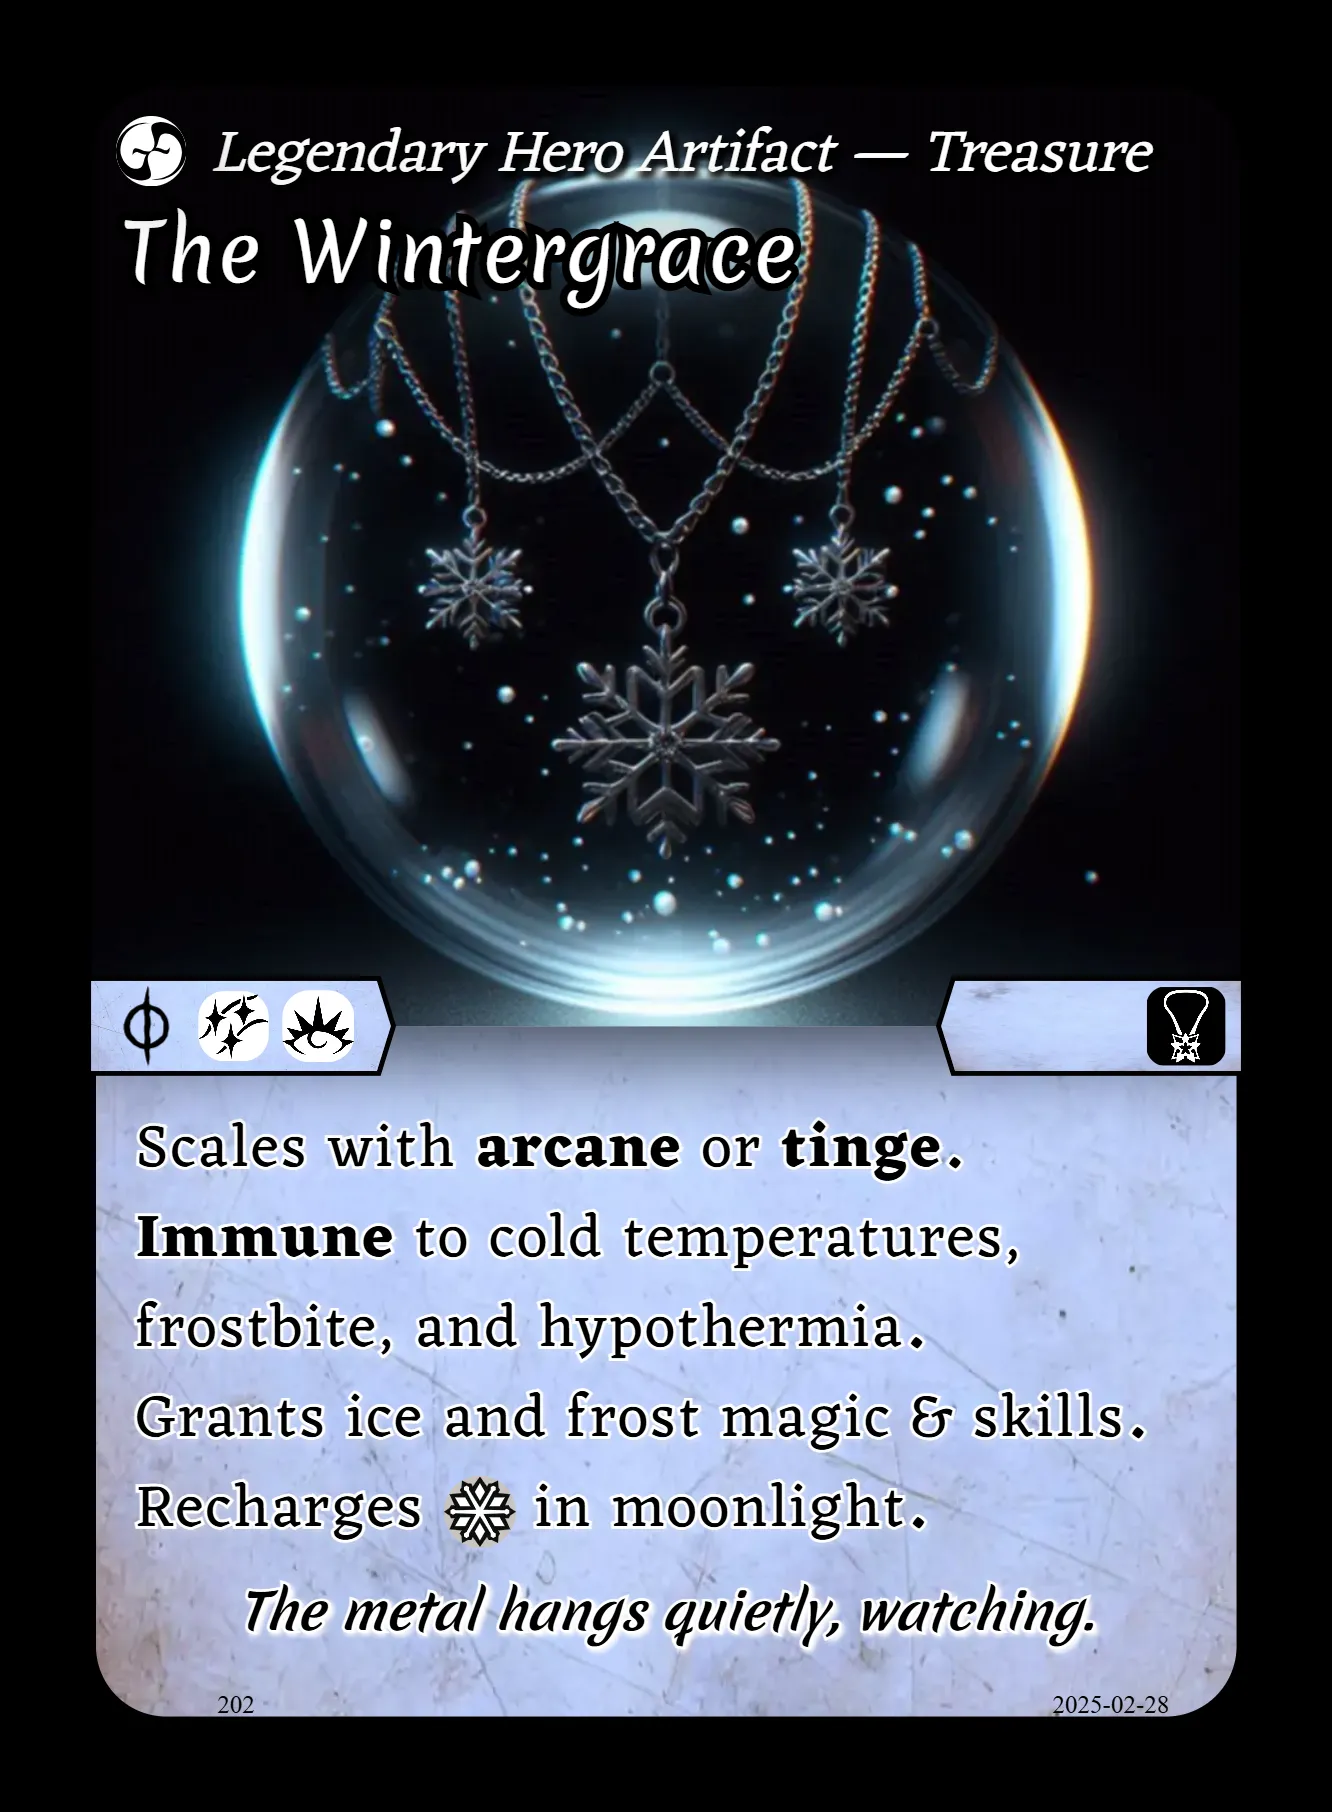 Legendary Hero Artifact — Treasure
The Wintergrace
Scales with arcane or tinge.
Immune to cold temperatures,
frostbite, and hypothermia.
Grants ice and frost magic & skills.
Recharges in moonlight.
The metal hangs quietly, watching.
202
2025-02-28